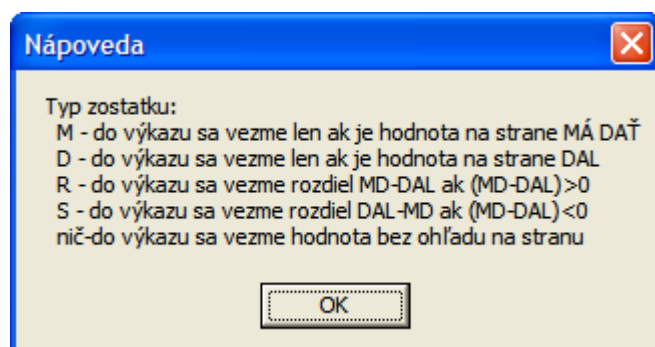 Nápoveda
Typ zostatku:
M - do výkazu sa vezme len ak je hodnota na strane MÁ DAŤ
D - do výkazu sa vezme len ak je hodnota na strane DAL
R - do výkazu sa vezme rozdiel MD-DAL ak (MD-DAL)>0
S - do výkazu sa vezme rozdiel DAL-MD ak (MD-DAL)<0
nič-do výkazu sa vezme hodnota bez ohľadu na stranu
OK